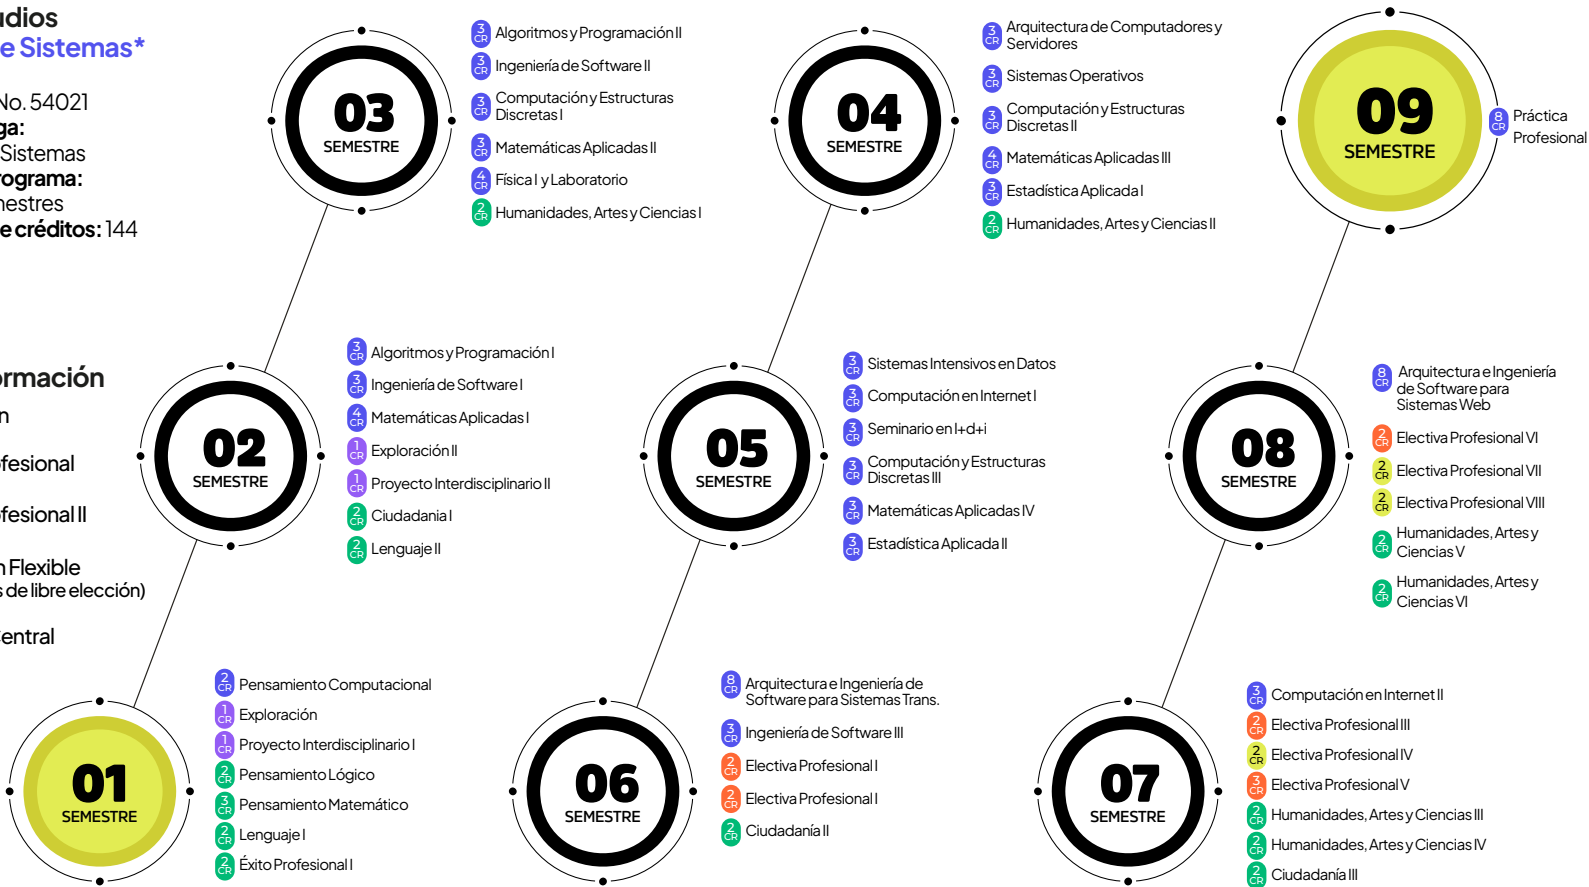 udios
e Sistemas*
No. 54021
ga:
Sistemas
rograma:
nestres
e créditos: 144
ormación
n
ofesional
ofesional II
n Flexible
s de libre elección)
Central
03
SEMESTRE
3 CR Algoritmos y Programación II
3 CR Ingeniería de Software II
3 CR Computación y Estructuras
Discretas I
3 CR Matemáticas Aplicadas II
4 CR Física I y Laboratorio
2 CR Humanidades, Artes y Ciencias I
04
SEMESTRE
3 CR Arquitectura de Computadores y
Servidores
3 CR Sistemas Operativos
3 CR Computación y Estructuras
Discretas II
4 CR Matemáticas Aplicadas III
3 CR Estadística Aplicada I
2 CR Humanidades, Artes y Ciencias II
09
SEMESTRE
8 CR Práctica
Profesional
02
SEMESTRE
3 CR Algoritmos y Programación I
3 CR Ingeniería de Software I
4 CR Matemáticas Aplicadas I
1 CR Exploración II
1 CR Proyecto Interdisciplinario II
2 CR Ciudadania I
2 CR Lenguaje II
05
SEMESTRE
3 CR Sistemas Intensivos en Datos
3 CR Computación en Internet I
3 CR Seminario en I+d+i
3 CR Computación y Estructuras
Discretas III
3 CR Matemáticas Aplicadas IV
3 CR Estadística Aplicada II
08
SEMESTRE
8 CR Arquitectura e Ingeniería
de Software para
Sistemas Web
2 CR Electiva Profesional VI
2 CR Electiva Profesional VII
2 CR Electiva Profesional VIII
2 CR Humanidades, Artes y
Ciencias V
2 CR Humanidades, Artes y
Ciencias VI
01
SEMESTRE
2 CR Pensamiento Computacional
1 CR Exploración
1 CR Proyecto Interdisciplinario I
2 CR Pensamiento Lógico
3 CR Pensamiento Matemático
2 CR Lenguaje I
2 CR Éxito Profesional I
06
SEMESTRE
8 CR Arquitectura e Ingeniería de
Software para Sistemas Trans.
3 CR Ingeniería de Software III
2 CR Electiva Profesional I
2 CR Electiva Profesional I
2 CR Ciudadanía II
07
SEMESTRE
3 CR Computación en Internet II
2 CR Electiva Profesional III
2 CR Electiva Profesional IV
3 CR Electiva Profesional V
2 CR Humanidades, Artes y Ciencias III
2 CR Humanidades, Artes y Ciencias IV
2 CR Ciudadanía III